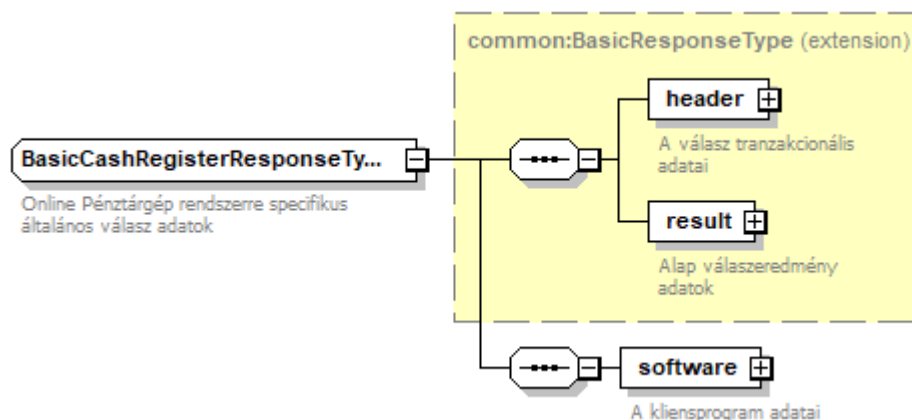 common:BasicResponseType (extension)
header
A válasz tranzakcionális
adatai
BasicCashRegisterResponseTy...
Online Pénztárgép rendszerre specifikus
általános válasz adatok
result
Alap válaszeredmény
adatok
software
A kliensprogram adatai